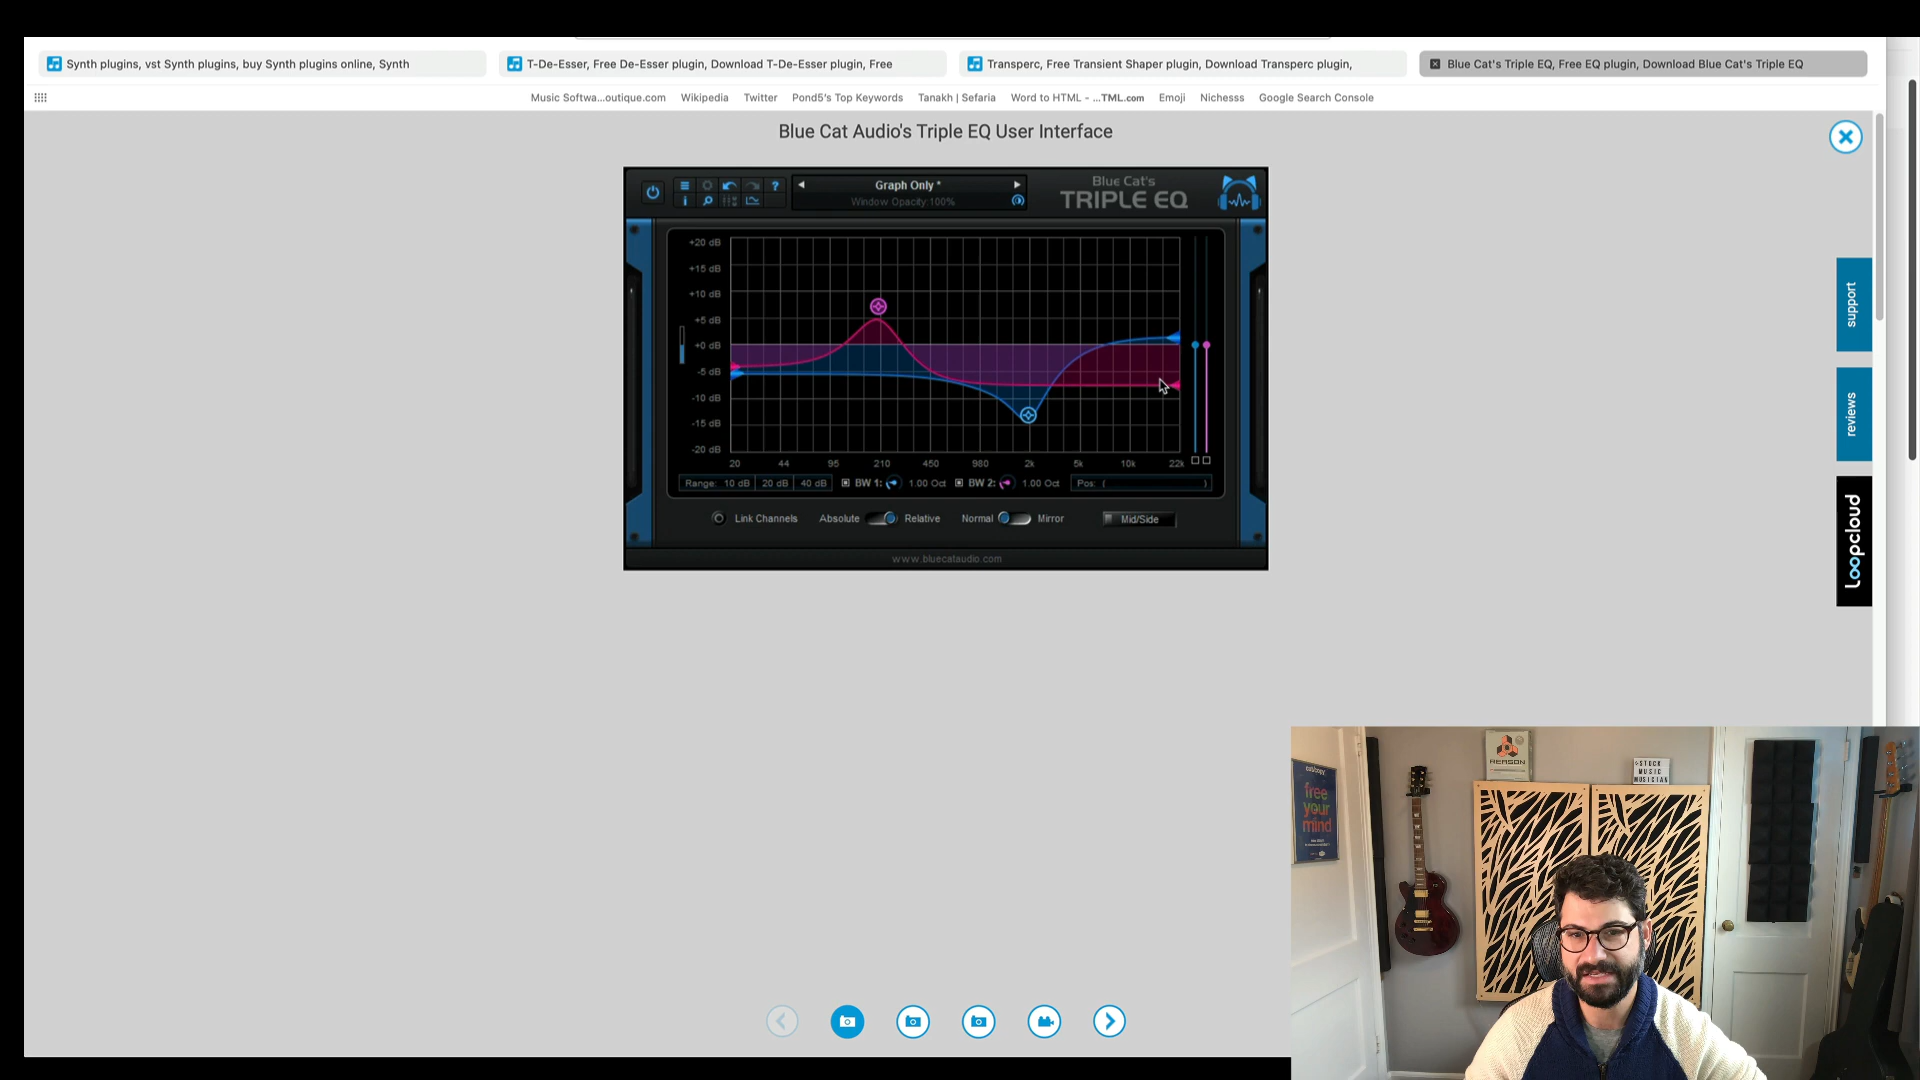 Synth plugins, vst Synth plugins, buy Synth plugins online, Synth
T-De-Esser, Free De-Esser plugin, Download T-De-Esser plugin, Free
Transperc, Free Transient Shaper plugin, Download Transperc plugin,
Blue Cat's Triple EQ, Free EQ plugin, Download Blue Cat's Triple EQ
Music Softwa...outique.com
Wikipedia
Twitter
Pond5's Top Keywords
Tanakh | Sefaria
Word to HTML - ...TML.com
Emoji
Nichesss
Google Search Console
Blue Cat Audio's Triple EQ User Interface
Graph Only *
Window Opacity:100%
Blue Cat's
TRIPLE EQ
+20 dB
+15 dB
+10 dB
+5 dB
+0 dB
-5 dB
-10 dB
-15 dB
-20 dB
20 44 95 210 450 980 2k 5k 10k 22k
Range: 10 dB 20 dB 40 dB BW 1: 1.00 Oct BW 2: 1.00 Oct Pos: ( )
Link Channels Absolute Relative Normal Mirror Mid/Side
www.bluecataudio.com
support
reviews
Loopcloud
free
your
mind
REASON
STOCK
MUSIC
MUSICIAN